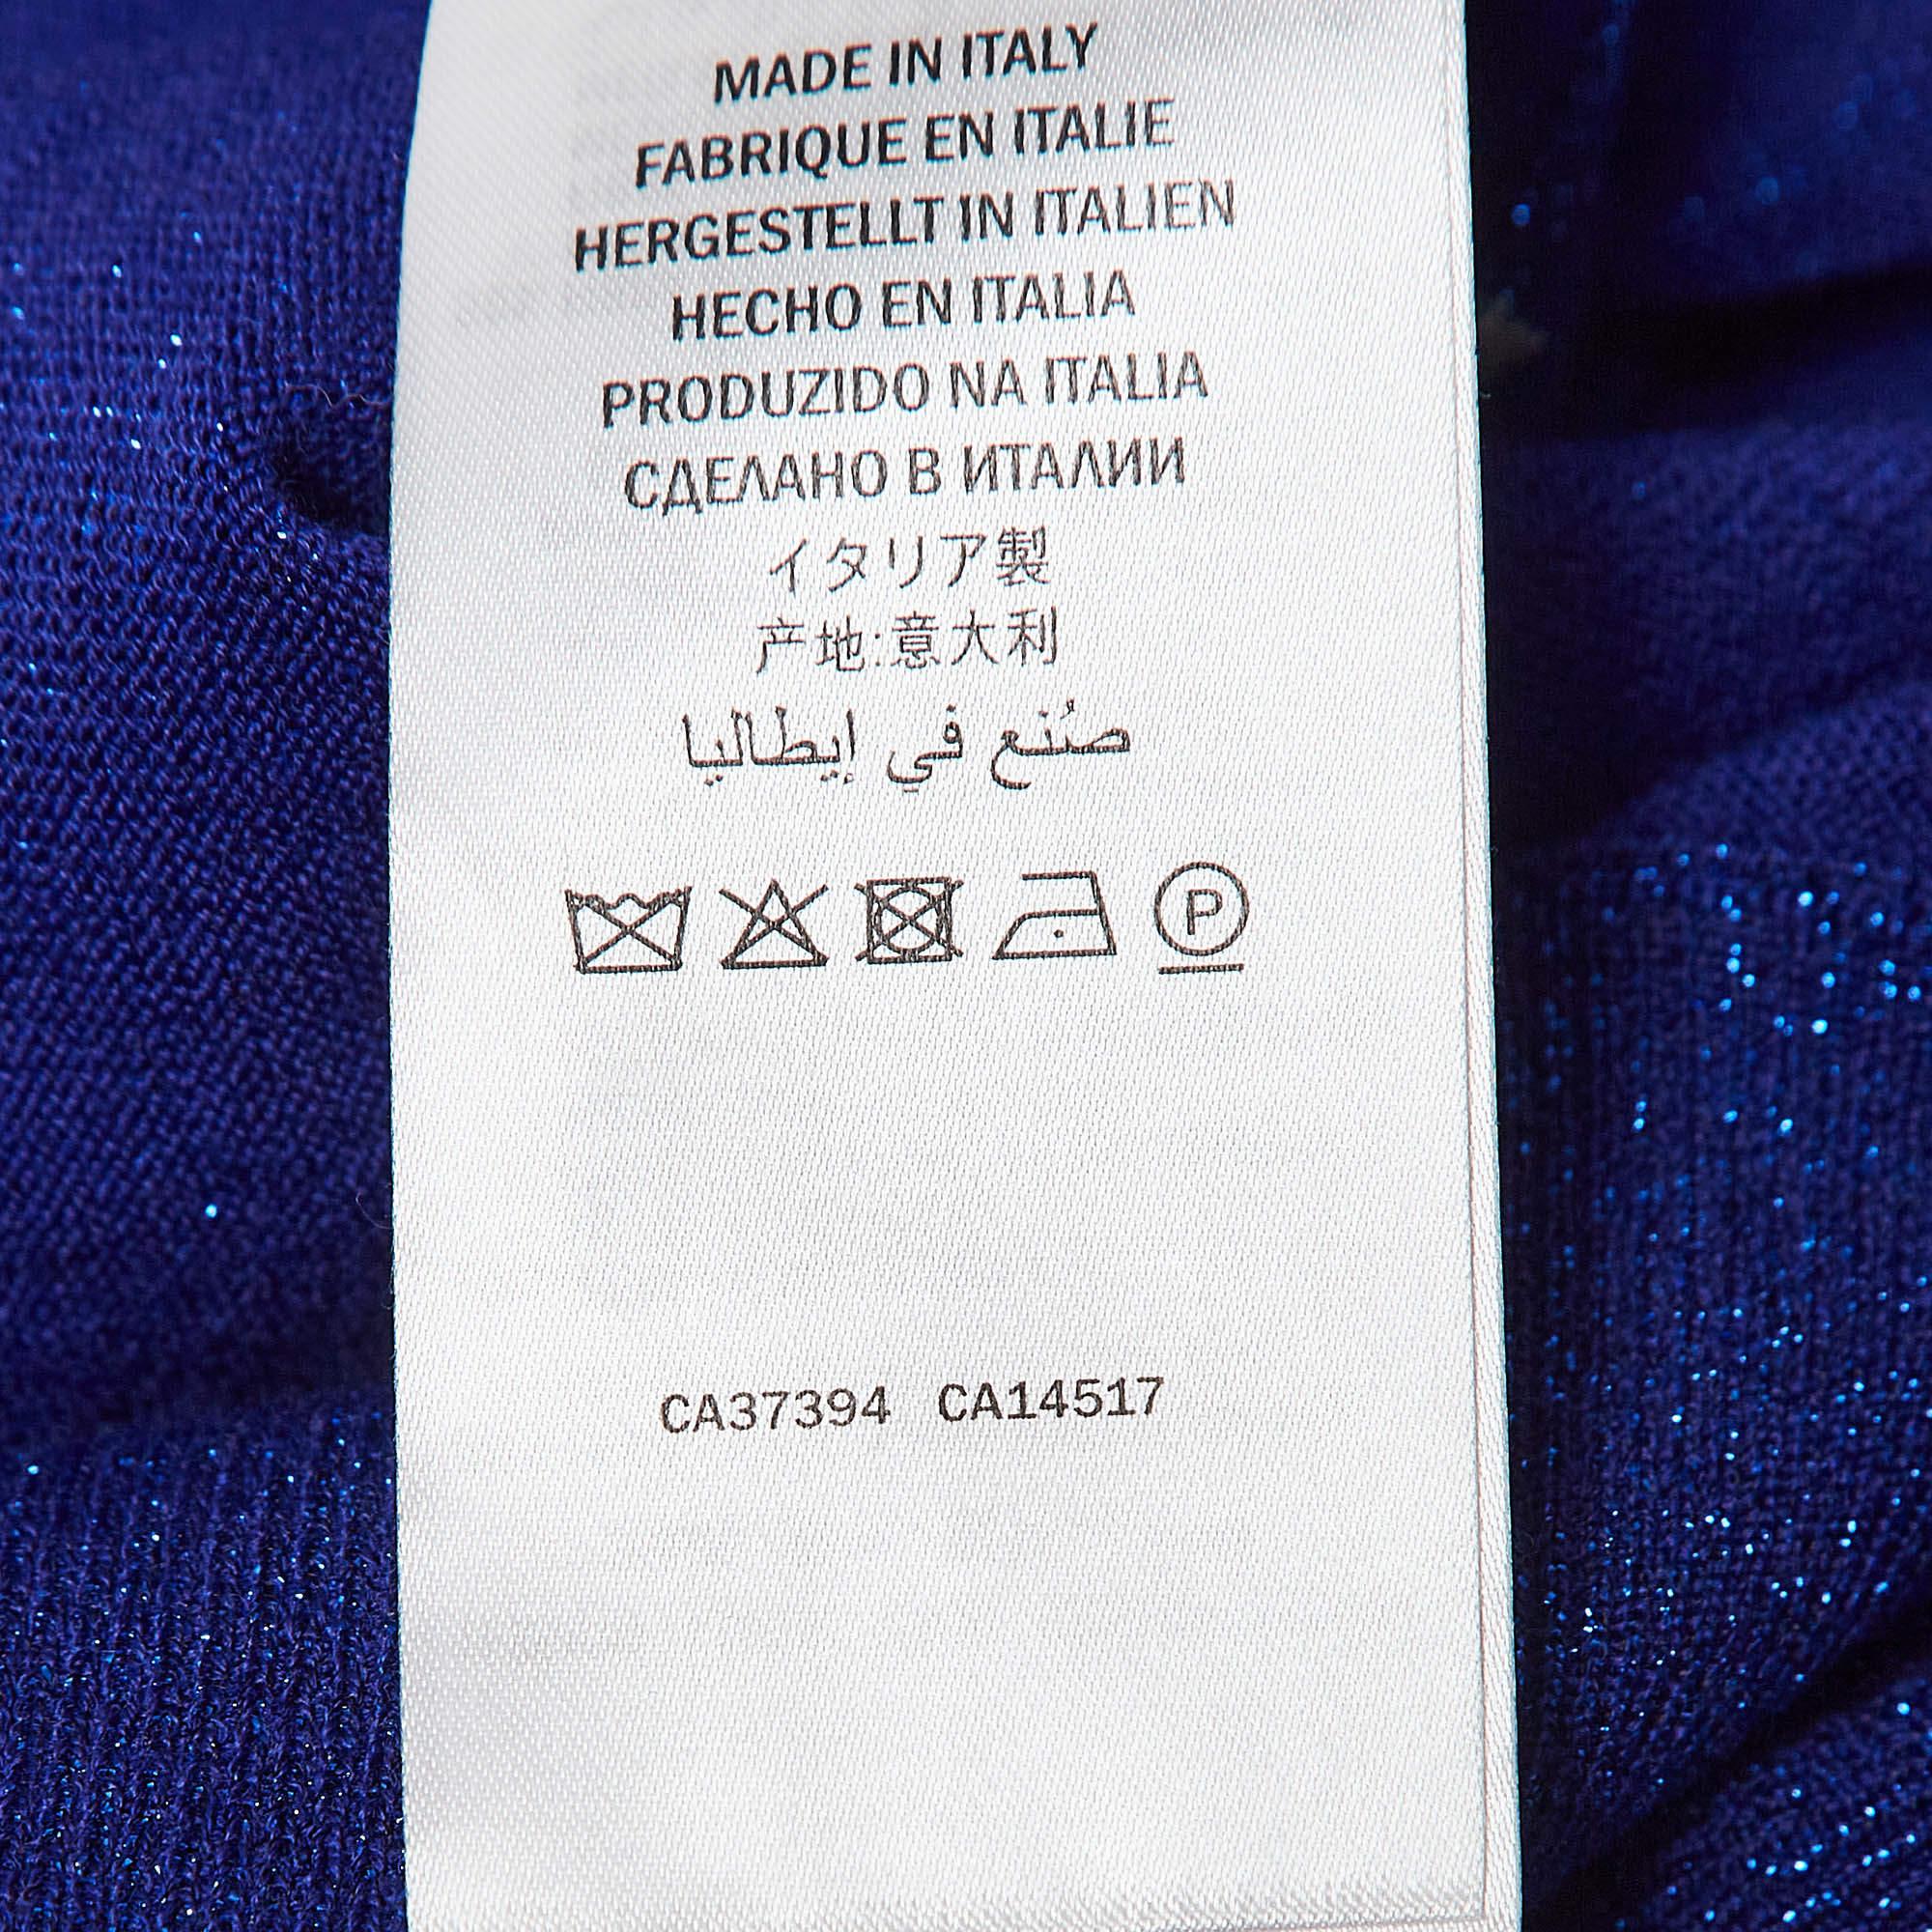 MADE IN ITALY
FABRIQUE EN ITALIE
HERGESTELLT IN ITALIEN
HECHO EN ITALIA
PRODUZIDO NA ITALIA
СДЕЛАНО В ИТАЛИИ
イタリア製
产地:意大利
صُنع في إيطاليا
P
CA37394 CA14517